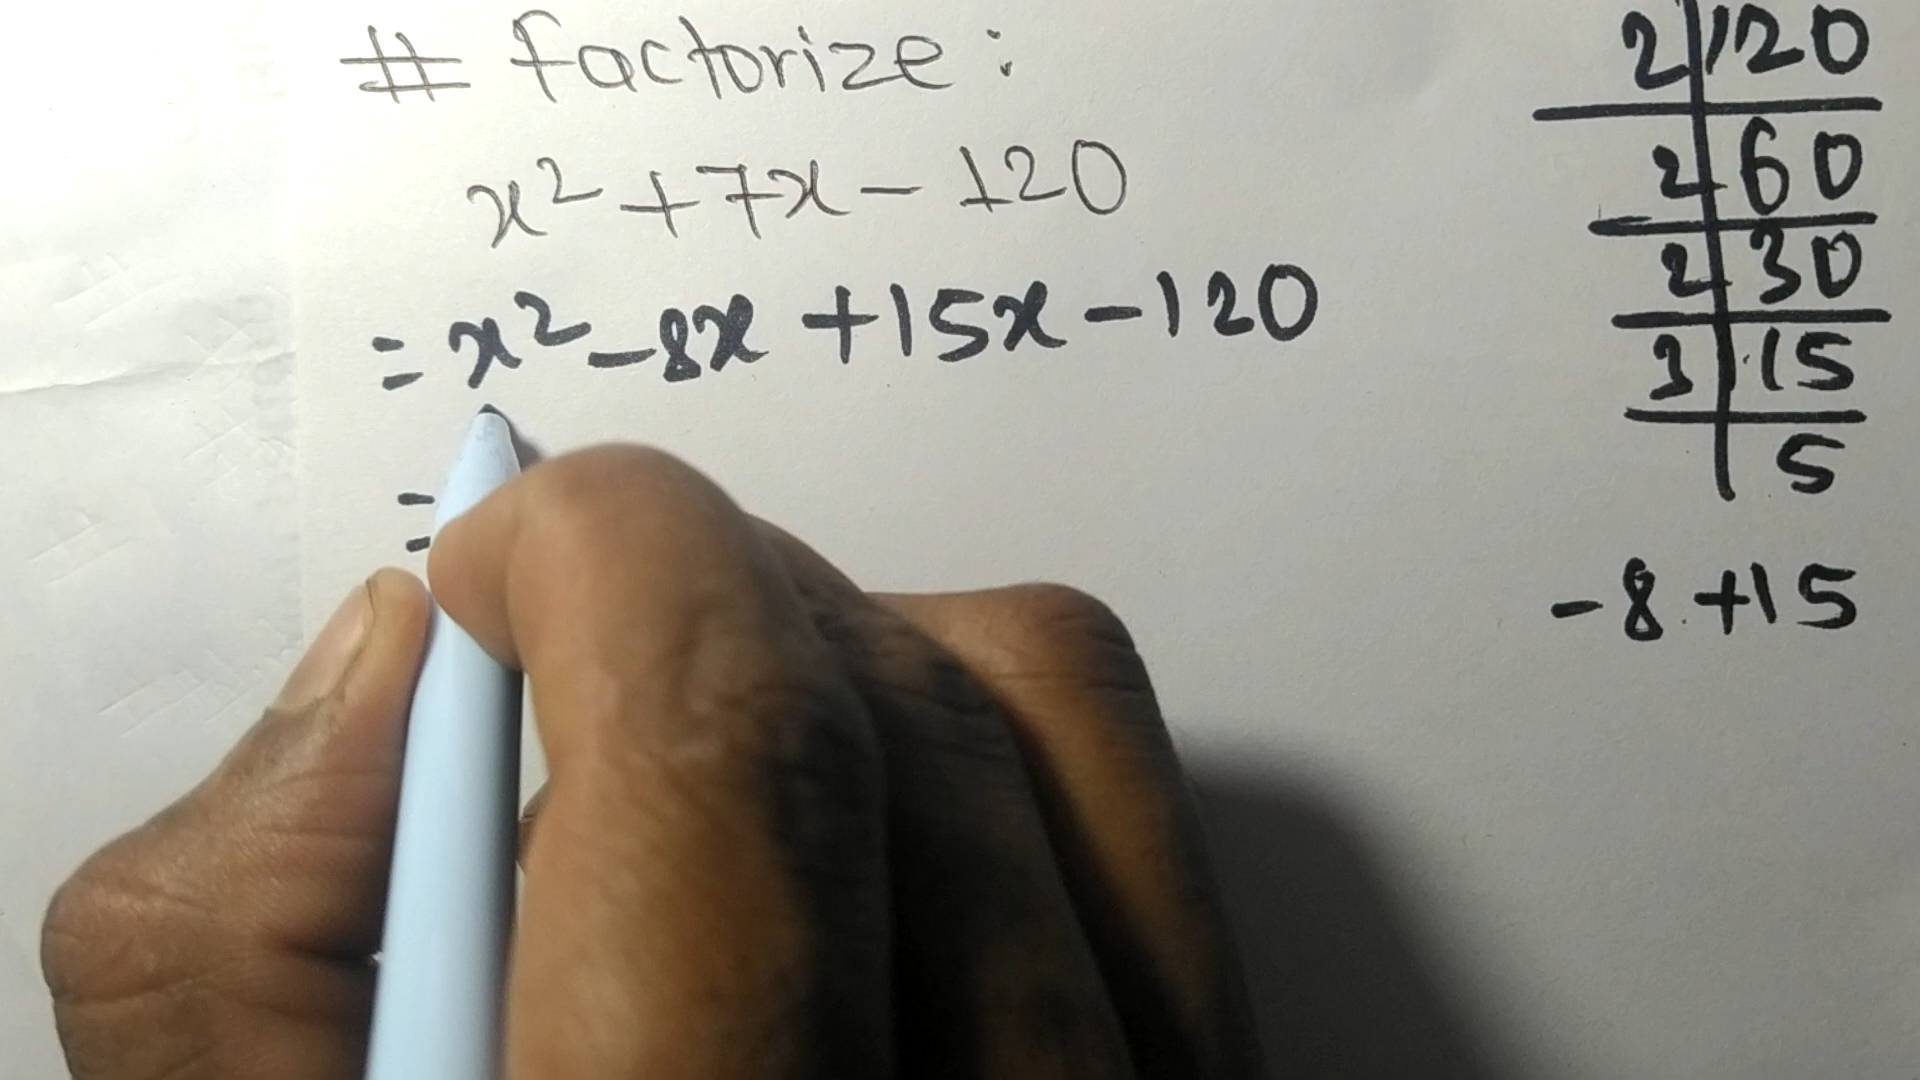 # factorize:
x² + 7x - 120
= x² - 8x + 15x - 120
=
2 | 120
2 | 60
2 | 30
3 | 15
| 5
- 8 + 15